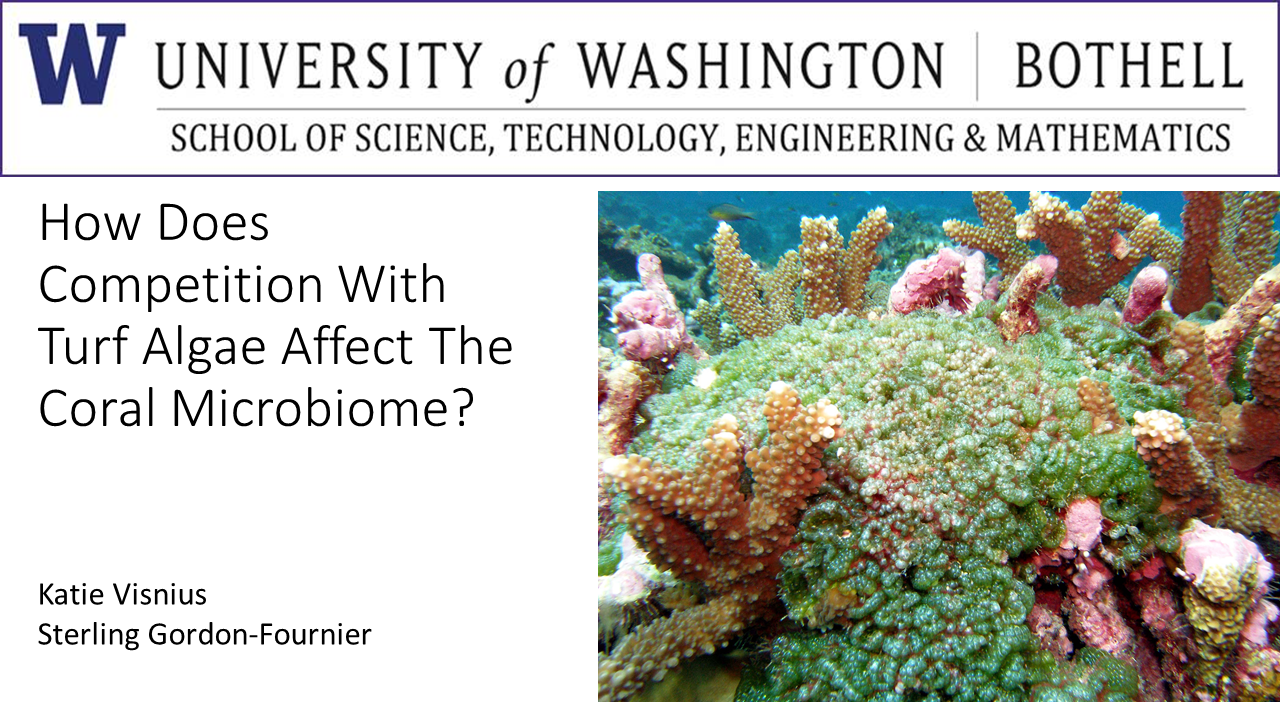 W UNIVERSITY of WASHINGTON | BOTHELL
SCHOOL OF SCIENCE, TECHNOLOGY, ENGINEERING & MATHEMATICS
How Does
Competition With
Turf Algae Affect The
Coral Microbiome?
Katie Visnius
Sterling Gordon-Fournier